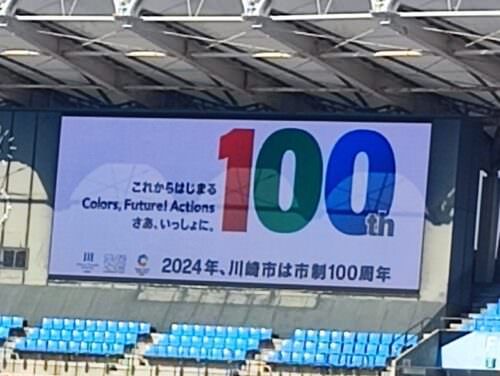 100th
これからはじまる
Colors, Future! Actions
さあ、いっしょに。
2024年、川崎市は市制100周年